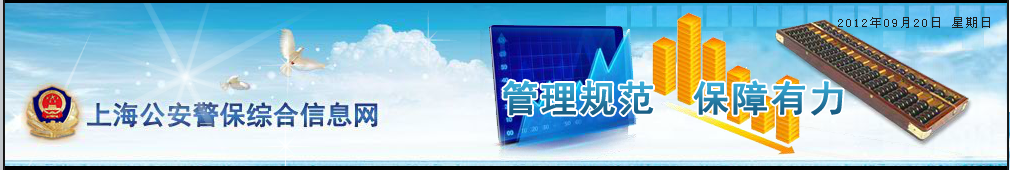 2012年09月20日 星期日
上海公安警保综合信息网
管理规范 保障有力